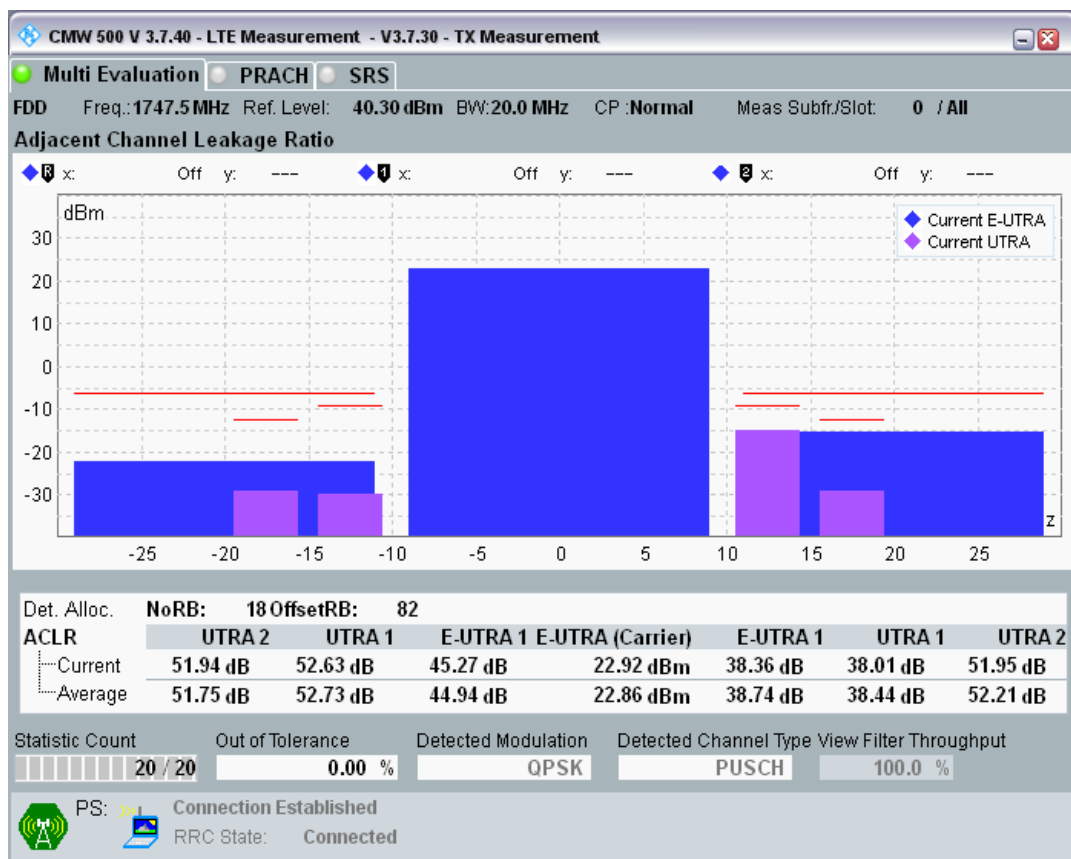 CMW 500 V 3.7.40 - LTE Measurement - V3.7.30 - TX Measurement
Multi Evaluation PRACH SRS
FDD Freq.:1747.5 MHz Ref. Level: 40.30 dBm BW:20.0 MHz CP :Normal Meas Subfr./Slot: 0 / All
Adjacent Channel Leakage Ratio
R x: Off y: --- 1 x: Off y: --- 2 x: Off y: ---
dBm
Current E-UTRA
Current UTRA
30
20
10
0
-10
-20
-30
z
-25 -20 -15 -10 -5 0 5 10 15 20 25
Det. Alloc. NoRB: 18 OffsetRB: 82
ACLR UTRA 2 UTRA 1 E-UTRA 1 E-UTRA (Carrier) E-UTRA 1 UTRA 1 UTRA 2
Current 51.94 dB 52.63 dB 45.27 dB 22.92 dBm 38.36 dB 38.01 dB 51.95 dB
Average 51.75 dB 52.73 dB 44.94 dB 22.86 dBm 38.74 dB 38.44 dB 52.21 dB
Statistic Count Out of Tolerance Detected Modulation Detected Channel Type View Filter Throughput
20 / 20 0.00 % QPSK PUSCH 100.0 %
PS: Connection Established
RRC State: Connected